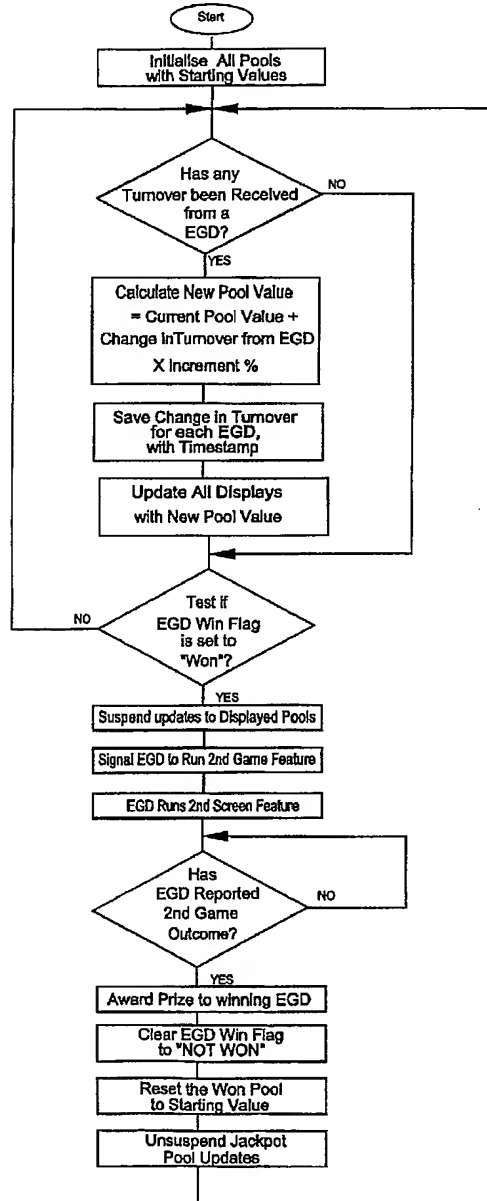 Start
Initialise All Pools
with Starting Values
Has any
Turnover been Received
from a
EGD?
NO
YES
Calculate New Pool Value
= Current Pool Value +
Change inTurnover from EGD
X Increment %
Save Change in Turnover
for each EGD,
with Timestamp
Update All Displays
with New Pool Value
Test if
EGD Win Flag
is set to
"Won"?
NO
YES
Suspend updates to Displayed Pools
Signal EGD to Run 2nd Game Feature
EGD Runs 2nd Screen Feature
Has
EGD Reported
2nd Game
Outcome?
NO
YES
Award Prize to winning EGD
Clear EGD Win Flag
to "NOT WON"
Reset the Won Pool
to Starting Value
Unsuspend Jackpot
Pool Updates